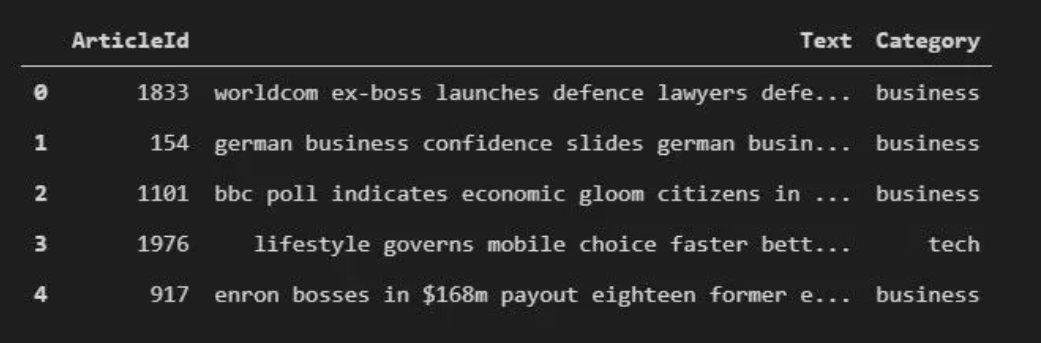 ArticleId Text Category
0 1833 worldcom ex-boss launches defence lawyers defe... business
1 154 german business confidence slides german busin... business
2 1101 bbc poll indicates economic gloom citizens in ... business
3 1976 lifestyle governs mobile choice faster bett... tech
4 917 enron bosses in $168m payout eighteen former e... business